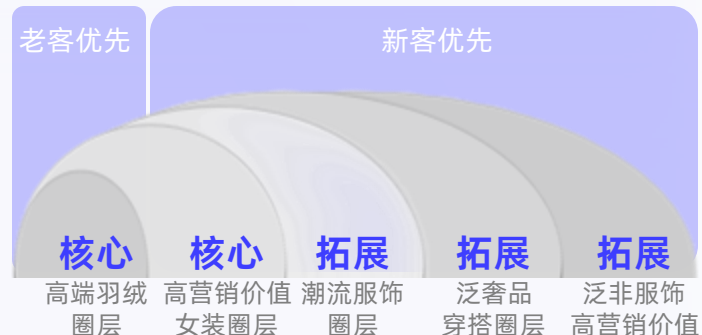 老客优先
新客优先
核心
核心
拓展
拓展
拓展
高端羽绒
圈层
高营销价值
女装圈层
潮流服饰
圈层
泛奢品
穿搭圈层
泛非服饰
高营销价值